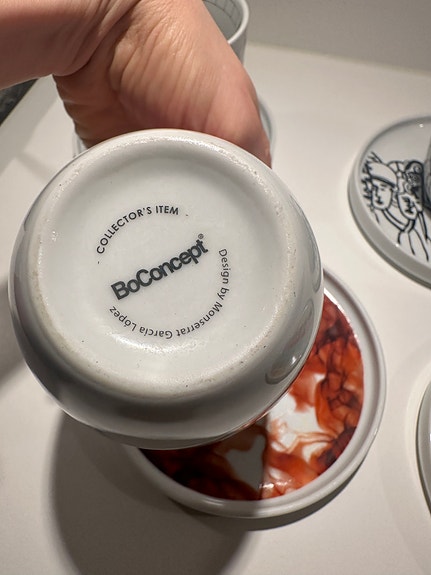 COLLECTOR'S ITEM
BoConcept®
Design by Monserrat García López